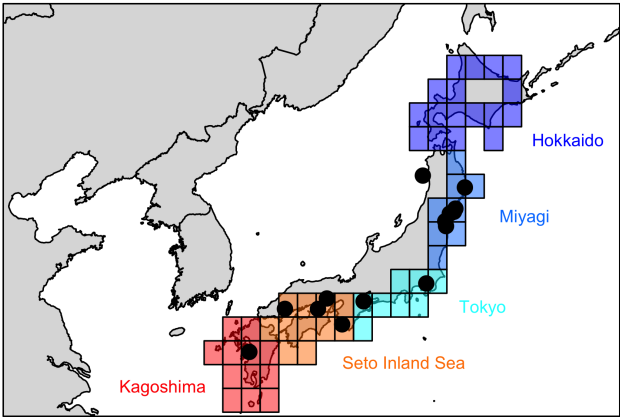 Hokkaido
Miyagi
Tokyo
Seto Inland Sea
Kagoshima